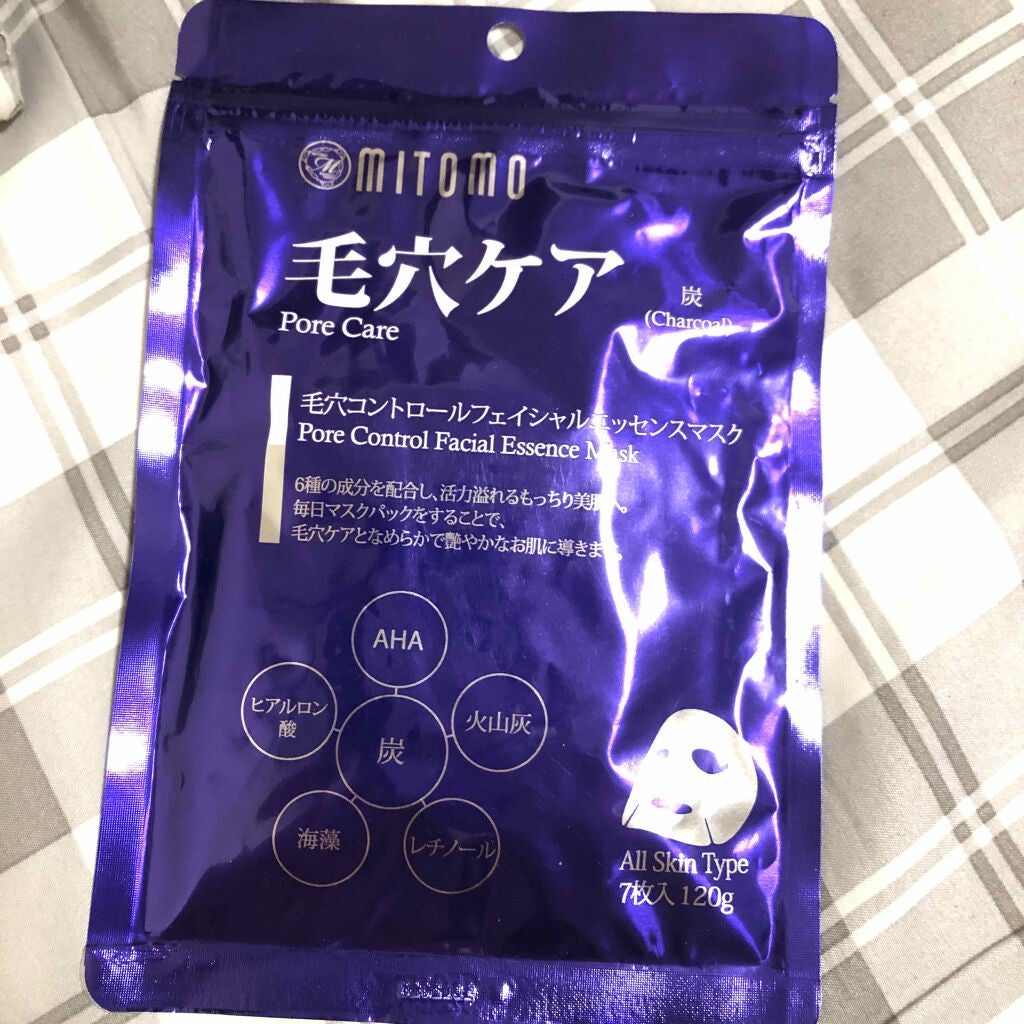 MITOMO
毛穴ケア
Pore Care
炭
(Charcoal)
毛穴コントロールフェイシャルエッセンスマスク
Pore Control Facial Essence Mask
6種の成分を配合し、活力溢れるもっちり美肌へ。
毎日マスクパックをすることで、
毛穴ケアとなめらかで艶やかなお肌に導きます。
AHA
ヒアルロン
酸
火山灰
炭
海藻
レチノール
All Skin Type
7枚入 120g